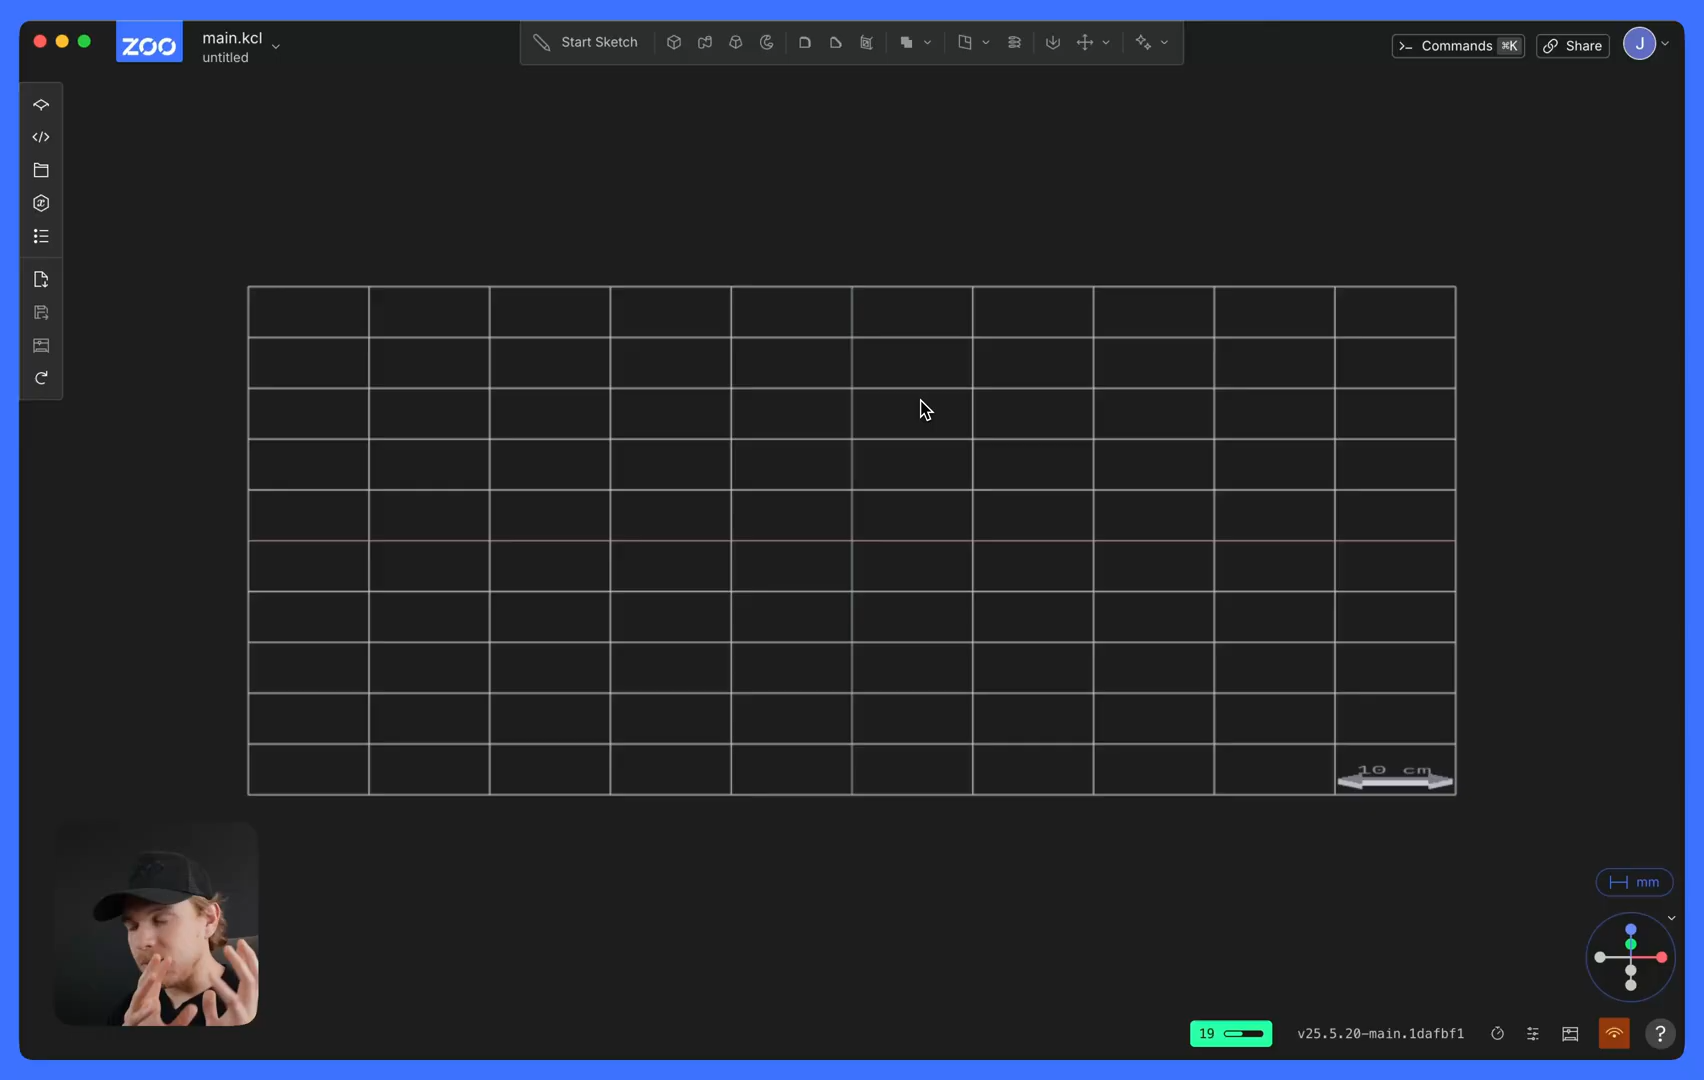 ZOO
main.kcl
untitled
Start Sketch
Commands ⌘K
Share
J
10 cm
mm
19
v25.5.20-main.1dafbf1
?